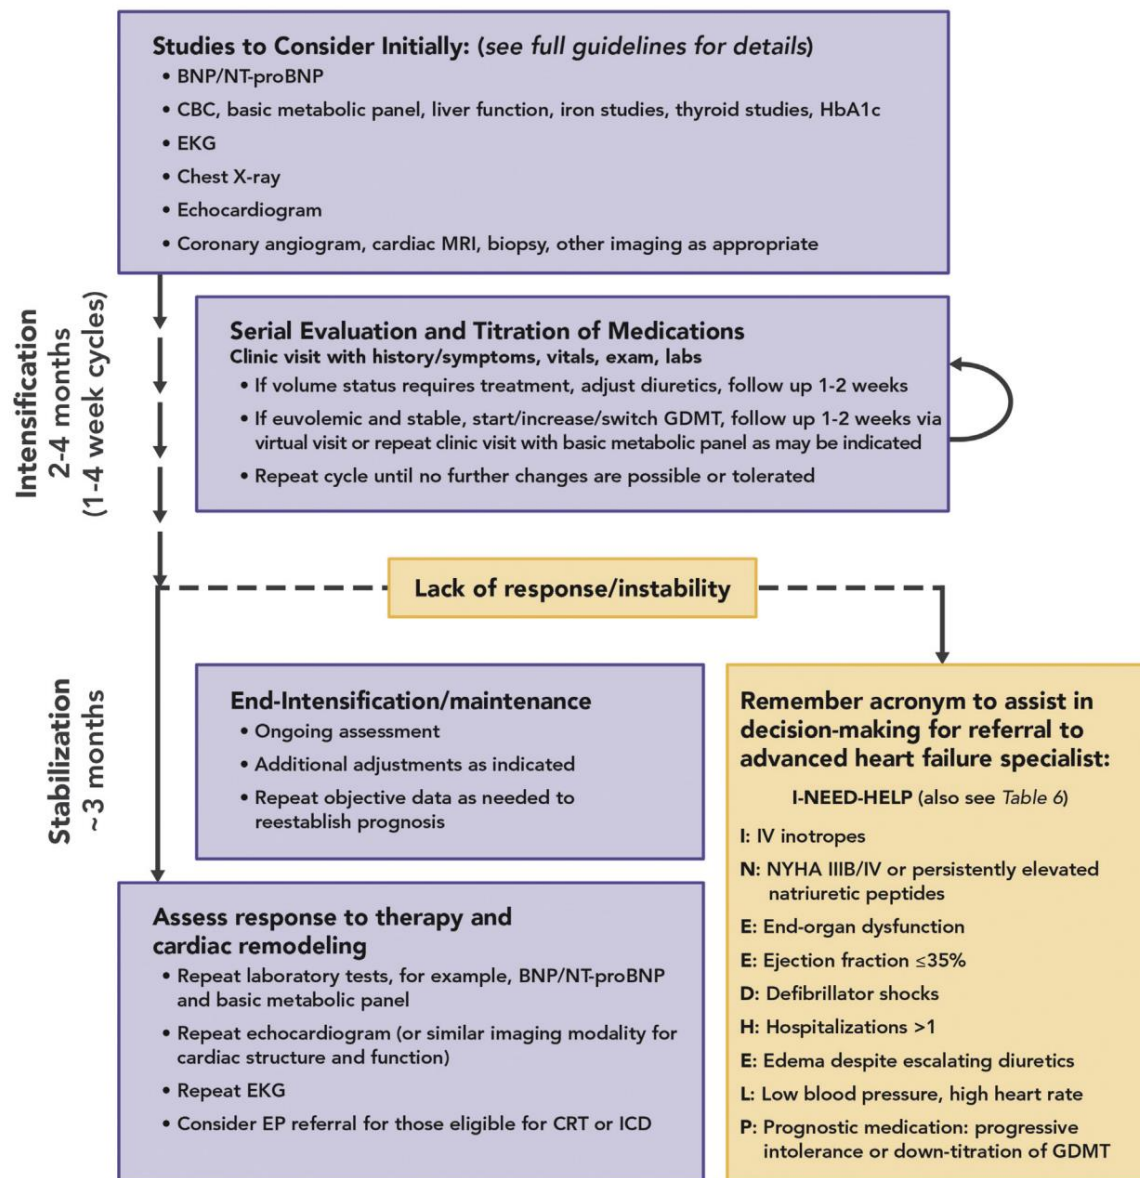 Studies to Consider Initially: (see full guidelines for details)
• BNP/NT-proBNP
• CBC, basic metabolic panel, liver function, iron studies, thyroid studies, HbA1c
• EKG
• Chest X-ray
• Echocardiogram
• Coronary angiogram, cardiac MRI, biopsy, other imaging as appropriate
Intensification
2-4 months
(1-4 week cycles)
Serial Evaluation and Titration of Medications
Clinic visit with history/symptoms, vitals, exam, labs
• If volume status requires treatment, adjust diuretics, follow up 1-2 weeks
• If euvolemic and stable, start/increase/switch GDMT, follow up 1-2 weeks via
virtual visit or repeat clinic visit with basic metabolic panel as may be indicated
• Repeat cycle until no further changes are possible or tolerated
Lack of response/instability
Stabilization
~3 months
End-Intensification/maintenance
• Ongoing assessment
• Additional adjustments as indicated
• Repeat objective data as needed to
reestablish prognosis
Assess response to therapy and
cardiac remodeling
• Repeat laboratory tests, for example, BNP/NT-proBNP
and basic metabolic panel
• Repeat echocardiogram (or similar imaging modality for
cardiac structure and function)
• Repeat EKG
• Consider EP referral for those eligible for CRT or ICD
Remember acronym to assist in
decision-making for referral to
advanced heart failure specialist:
I-NEED-HELP (also see Table 6)
I: IV inotropes
N: NYHA IIIB/IV or persistently elevated
natriuretic peptides
E: End-organ dysfunction
E: Ejection fraction ≤35%
D: Defibrillator shocks
H: Hospitalizations >1
E: Edema despite escalating diuretics
L: Low blood pressure, high heart rate
P: Prognostic medication: progressive
intolerance or down-titration of GDMT